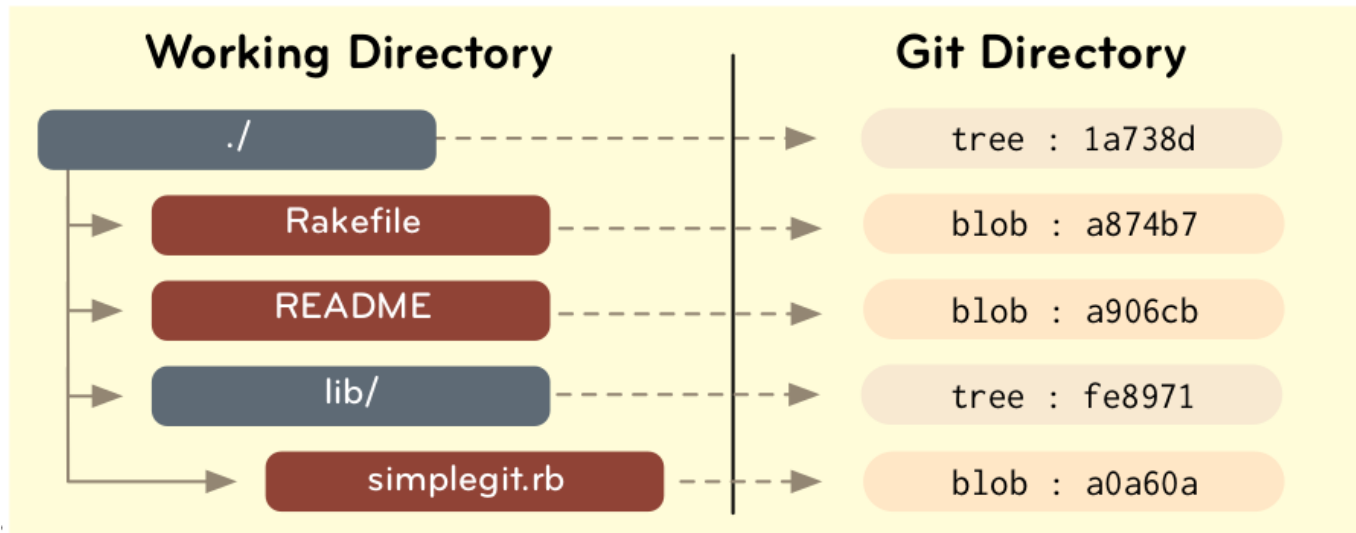 Working Directory
Git Directory
./
tree : 1a738d
Rakefile
blob : a874b7
README
blob : a906cb
lib/
tree : fe8971
simplegit.rb
blob : a0a60a